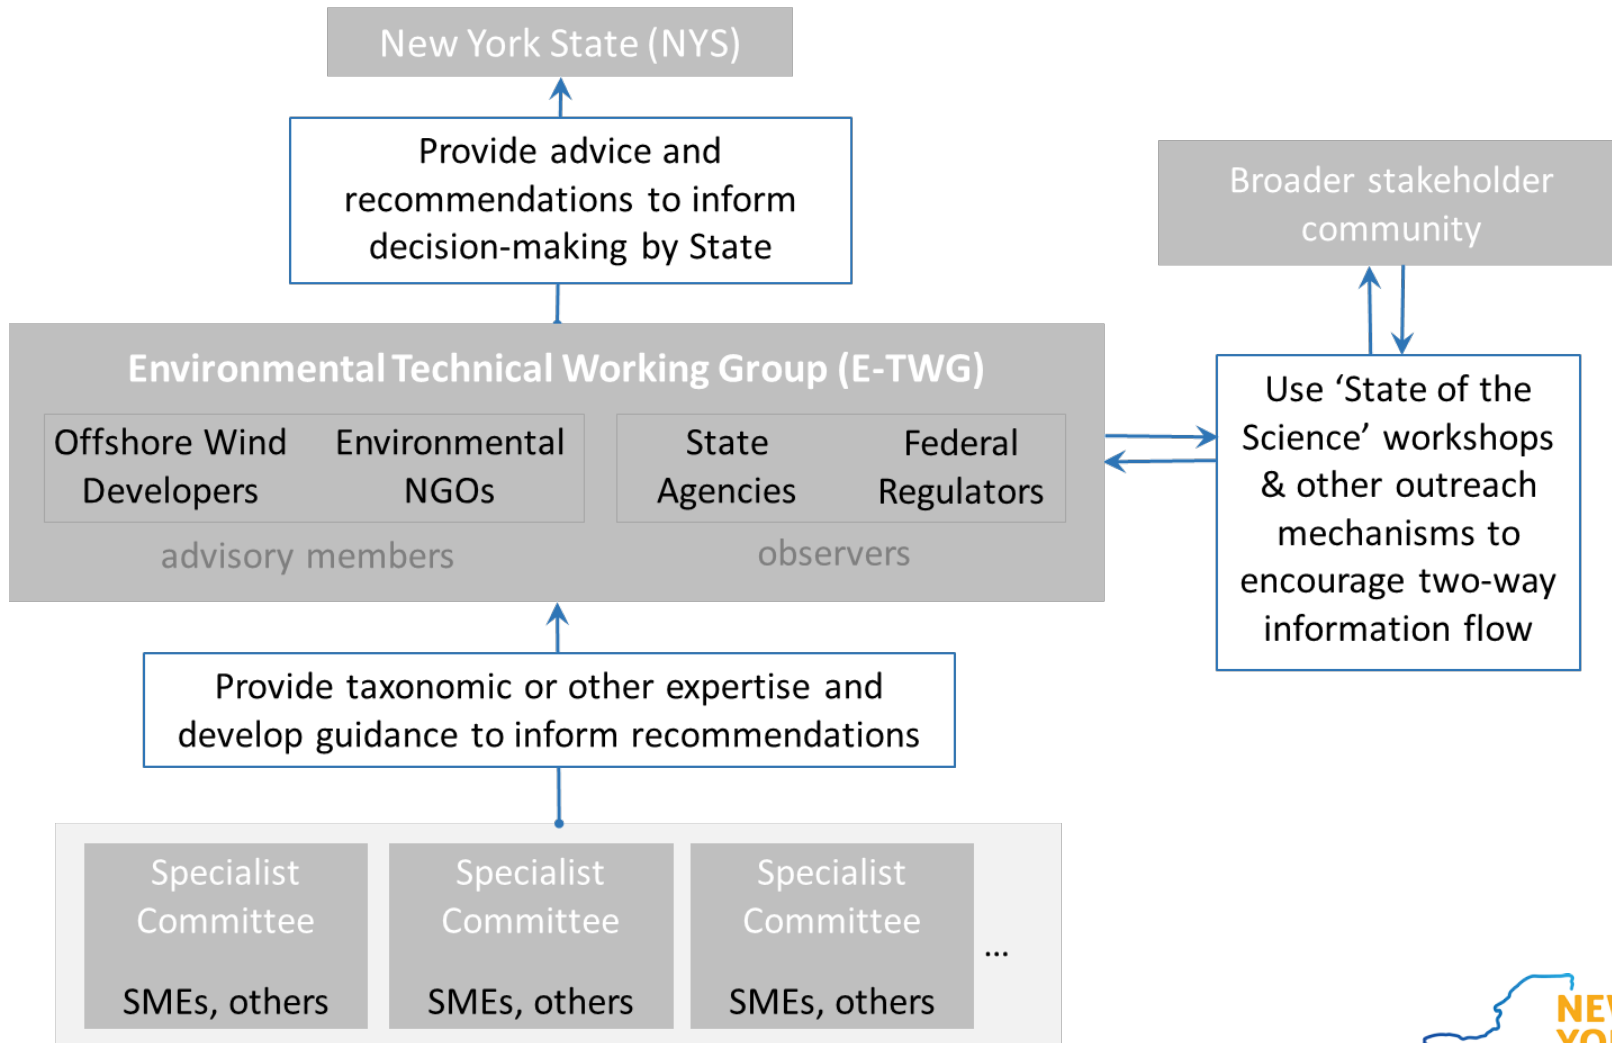 New York State (NYS)
Provide advice and
recommendations to inform
decision-making by State
Broader stakeholder
community
Environmental Technical Working Group (E-TWG)
Offshore Wind
Developers
Environmental
NGOs
advisory members
State
Agencies
Federal
Regulators
observers
Use ‘State of the
Science’ workshops
& other outreach
mechanisms to
encourage two-way
information flow
Provide taxonomic or other expertise and
develop guidance to inform recommendations
Specialist
Committee
SMEs, others
Specialist
Committee
SMEs, others
Specialist
Committee
SMEs, others
...